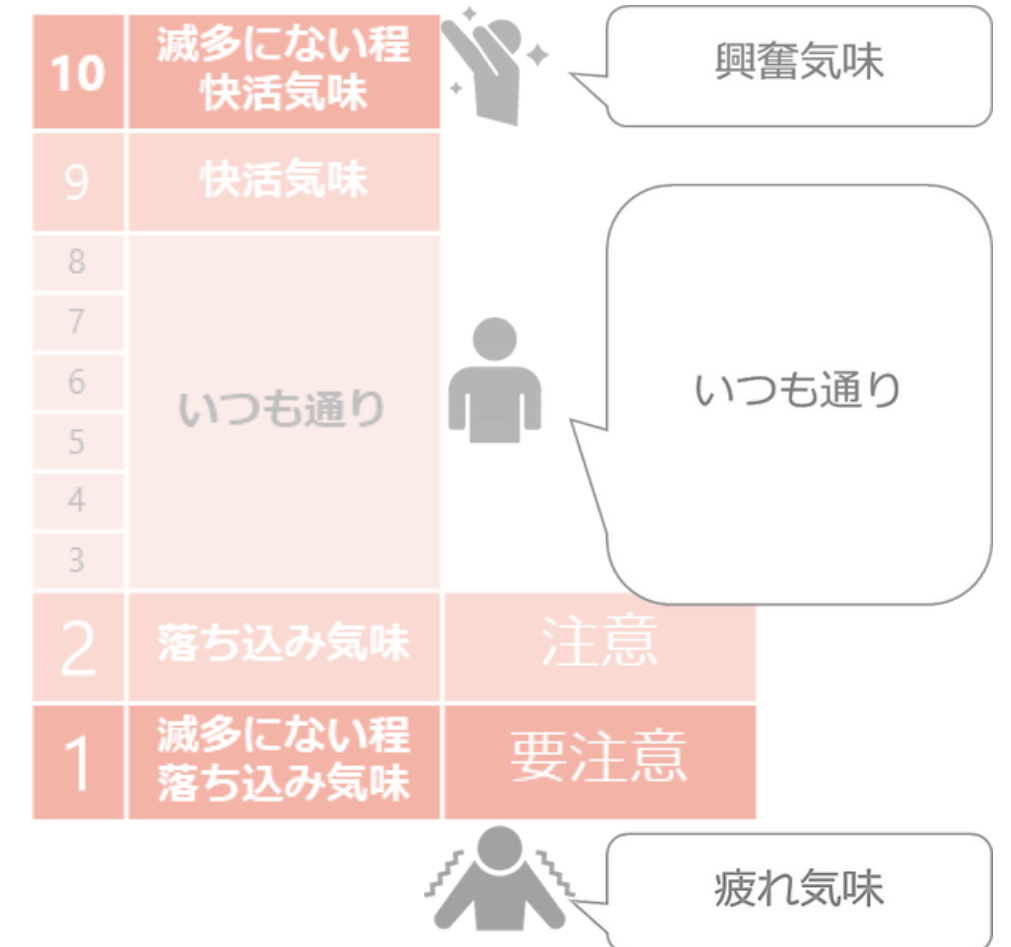 10
滅多にない程
快活気味
興奮気味
9
快活気味
8
7
6
5
4
3
いつも通り
いつも通り
2
落ち込み気味
注意
1
滅多にない程
落ち込み気味
要注意
疲れ気味